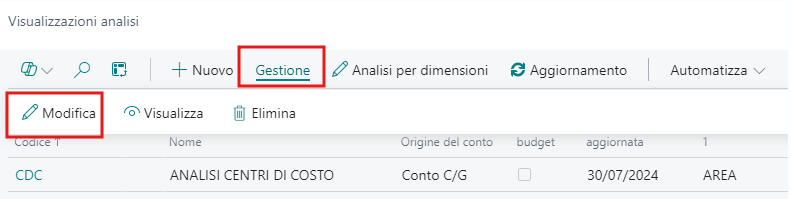 Visualizzazioni analisi
Nuovo Gestione Analisi per dimensioni Aggiornamento Automatizza
Modifica Visualizza Elimina
Codice ↑ Nome Origine del conto budget aggiornata 1
CDC ANALISI CENTRI DI COSTO Conto C/G 30/07/2024 AREA